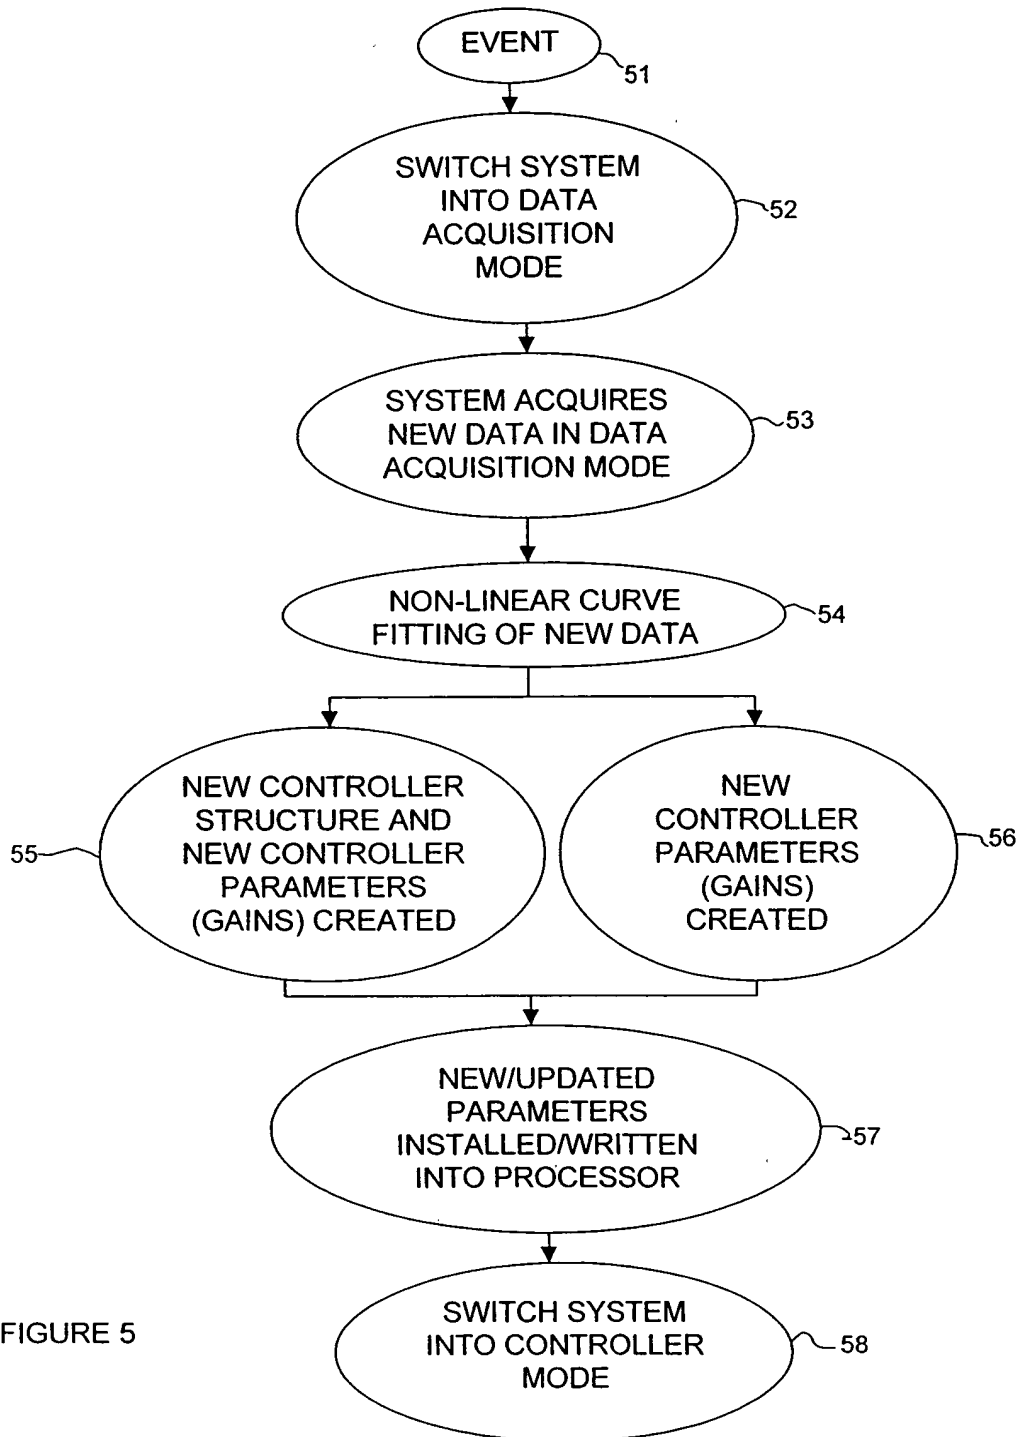 EVENT
51
SWITCH SYSTEM
INTO DATA
ACQUISITION
MODE
52
SYSTEM ACQUIRES
NEW DATA IN DATA
ACQUISITION MODE
53
NON-LINEAR CURVE
FITTING OF NEW DATA
54
NEW CONTROLLER
STRUCTURE AND
NEW CONTROLLER
PARAMETERS
(GAINS) CREATED
55
NEW
CONTROLLER
PARAMETERS
(GAINS)
CREATED
56
NEW/UPDATED
PARAMETERS
INSTALLED/WRITTEN
INTO PROCESSOR
57
SWITCH SYSTEM
INTO CONTROLLER
MODE
58
FIGURE 5